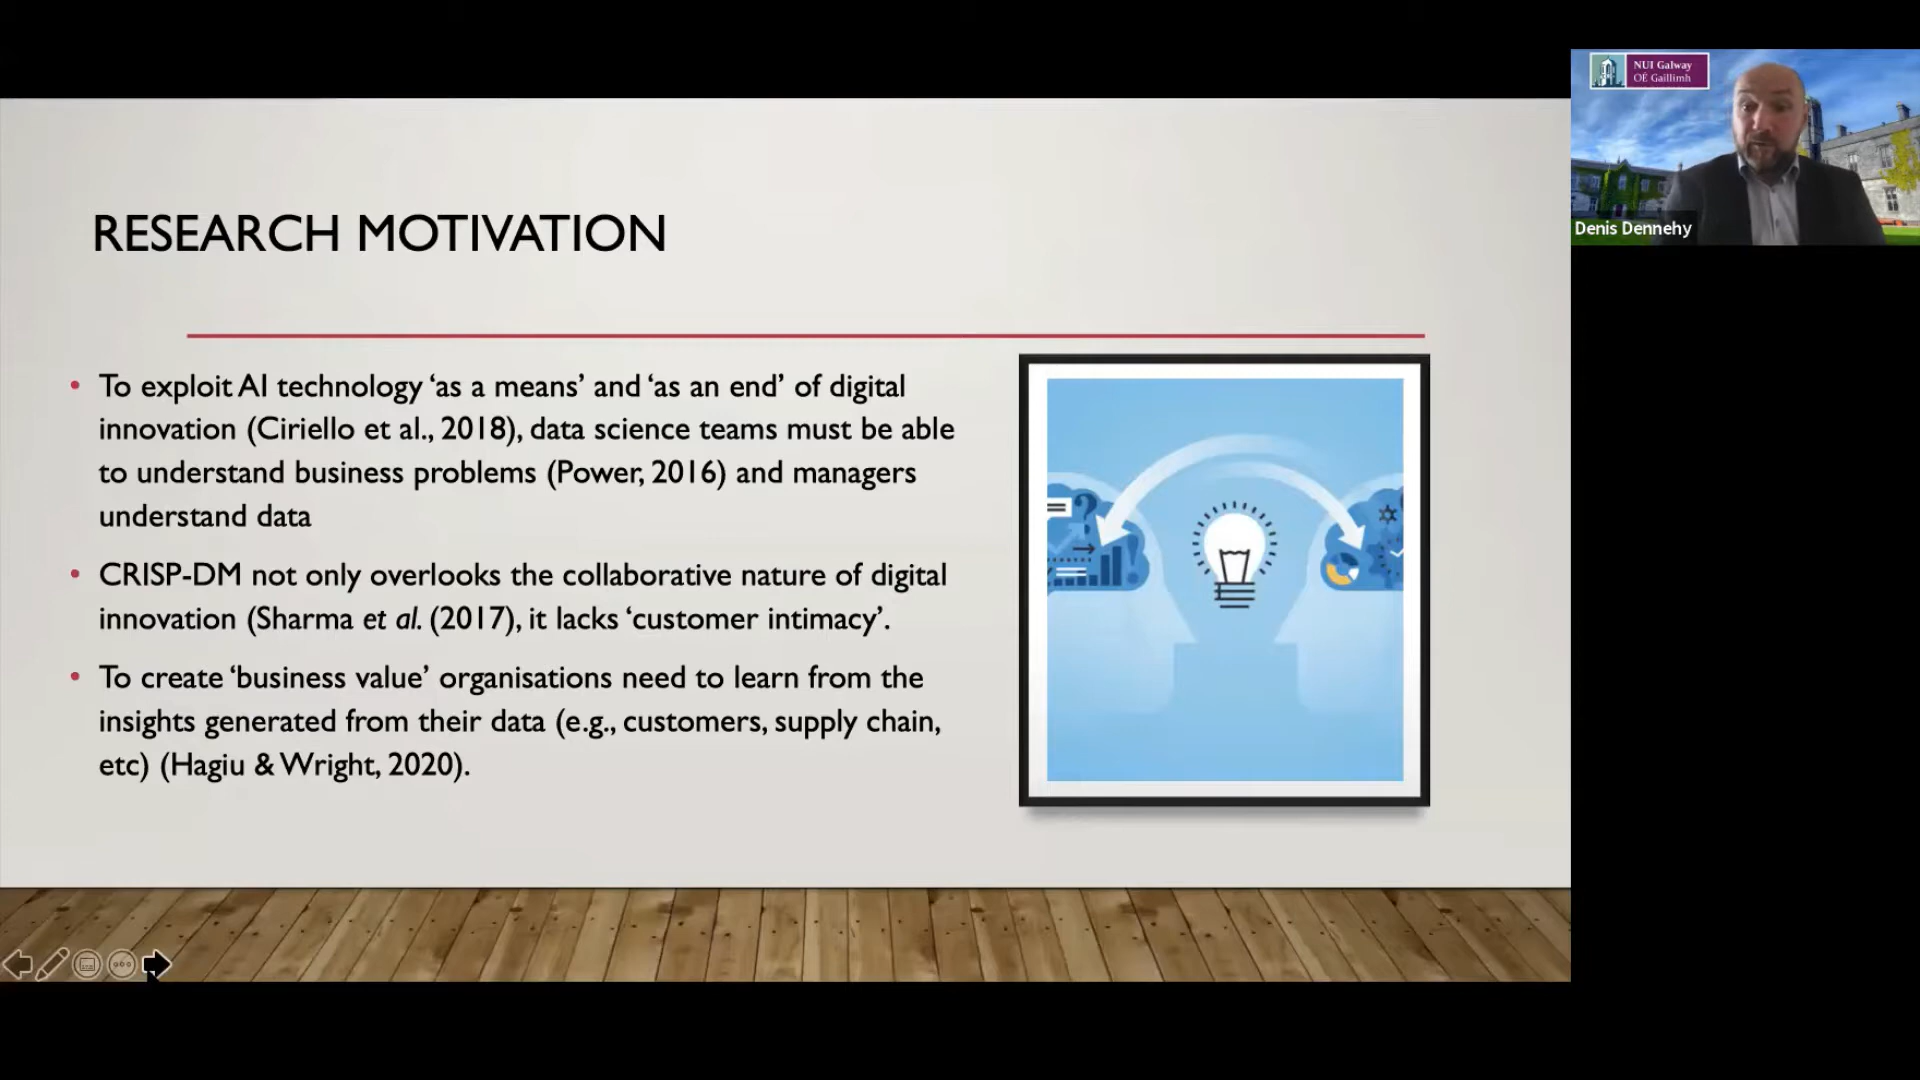 NUI Galway
OÉ Gaillimh
Denis Dennehy
RESEARCH MOTIVATION
• To exploit AI technology ‘as a means’ and ‘as an end’ of digital
innovation (Ciriello et al., 2018), data science teams must be able
to understand business problems (Power, 2016) and managers
understand data
• CRISP-DM not only overlooks the collaborative nature of digital
innovation (Sharma et al. (2017), it lacks ‘customer intimacy’.
• To create ‘business value’ organisations need to learn from the
insights generated from their data (e.g., customers, supply chain,
etc) (Hagiu & Wright, 2020).